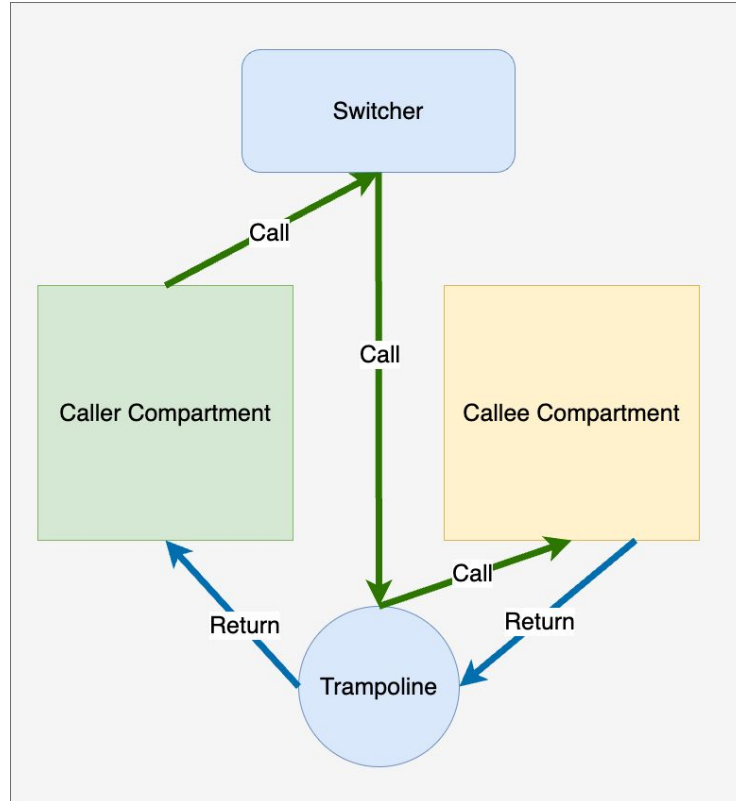 Switcher
Call
Call
Caller Compartment
Callee Compartment
Call
Return
Return
Trampoline